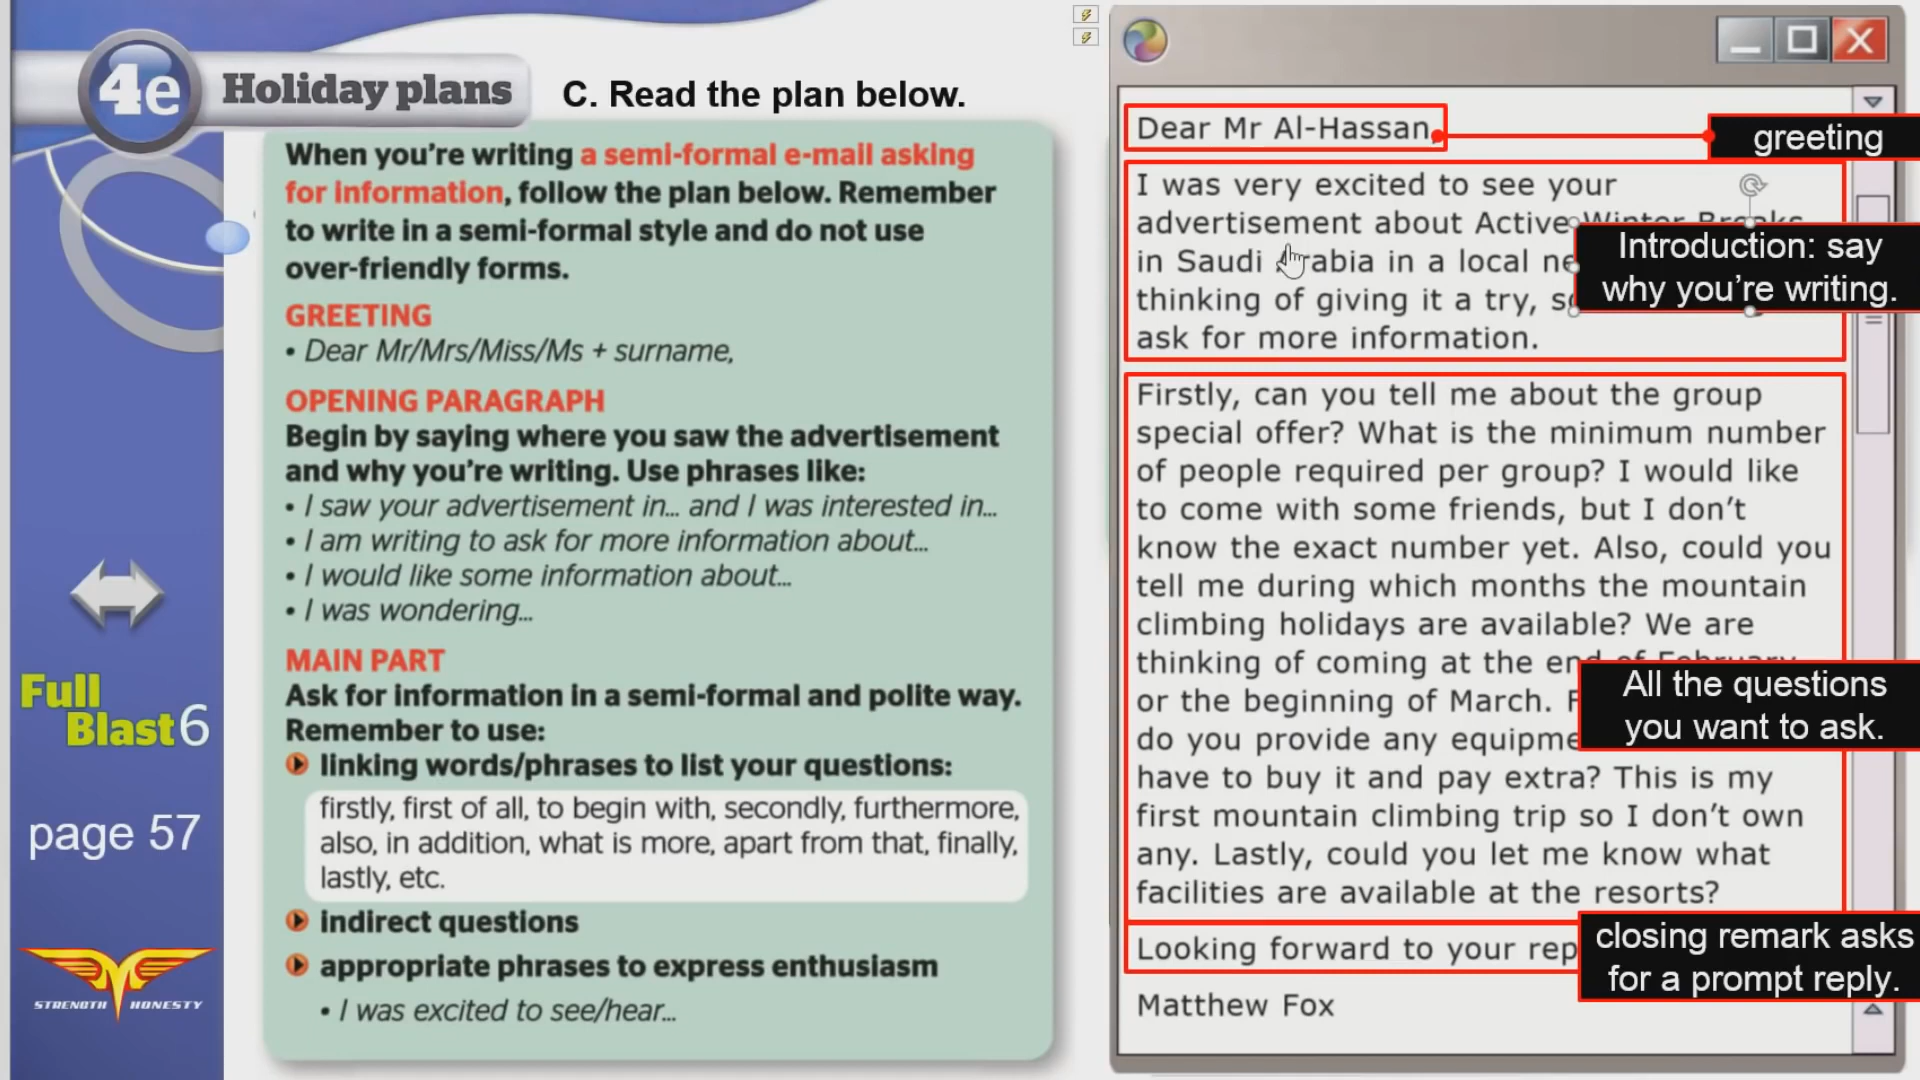 4e Holiday plans
C. Read the plan below.
When you're writing a semi-formal e-mail asking
for information, follow the plan below. Remember
to write in a semi-formal style and do not use
over-friendly forms.
GREETING
• Dear Mr/Mrs/Miss/Ms + surname,
OPENING PARAGRAPH
Begin by saying where you saw the advertisement
and why you're writing. Use phrases like:
• I saw your advertisement in... and I was interested in...
• I am writing to ask for more information about...
• I would like some information about...
• I was wondering...
MAIN PART
Ask for information in a semi-formal and polite way.
Remember to use:
linking words/phrases to list your questions:
firstly, first of all, to begin with, secondly, furthermore,
also, in addition, what is more, apart from that, finally,
lastly, etc.
indirect questions
appropriate phrases to express enthusiasm
• I was excited to see/hear...
Full
Blast 6
page 57
STRENGTH HONESTY
Dear Mr Al-Hassan,
greeting
I was very excited to see your
advertisement about Active Winter Breaks
in Saudi Arabia in a local
thinking of giving it a try,
ask for more information.
Introduction: say
why you're writing.
Firstly, can you tell me about the group
special offer? What is the minimum number
of people required per group? I would like
to come with some friends, but I don't
know the exact number yet. Also, could you
tell me during which months the mountain
climbing holidays are available? We are
thinking of coming at the end of February
or the beginning of March.
do you provide any
have to buy it and pay extra? This is my
first mountain climbing trip so I don't own
any. Lastly, could you let me know what
facilities are available at the resorts?
All the questions
you want to ask.
Looking forward to your
closing remark asks
for a prompt reply.
Matthew Fox